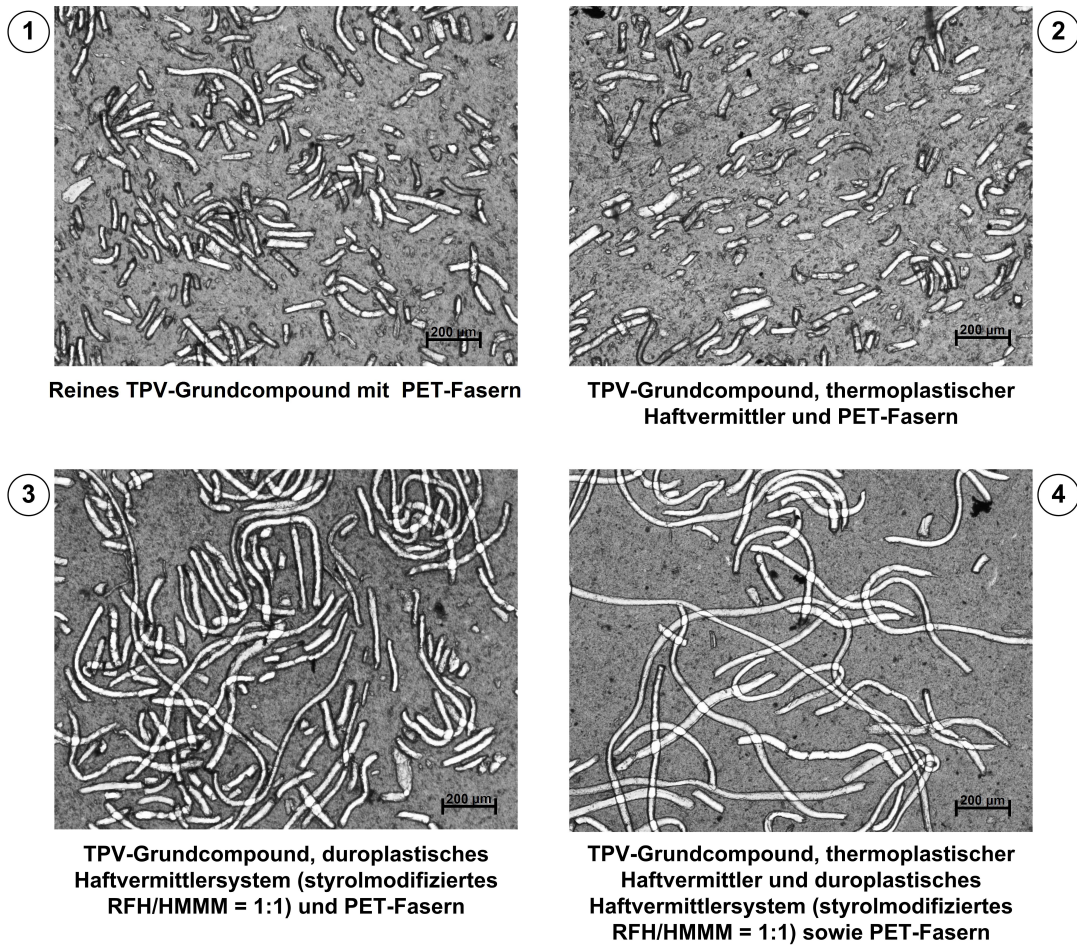 1
2
200 µm
200 µm
Reines TPV-Grundcompound mit PET-Fasern
TPV-Grundcompound, thermoplastischer
Haftvermittler und PET-Fasern
3
4
200 µm
200 µm
TPV-Grundcompound, duroplastisches
Haftvermittlersystem (styrolmodifiziertes
RFH/HMMM = 1:1) und PET-Fasern
TPV-Grundcompound, thermoplastischer
Haftvermittler und duroplastisches
Haftvermittlersystem (styrolmodifiziertes
RFH/HMMM = 1:1) sowie PET-Fasern